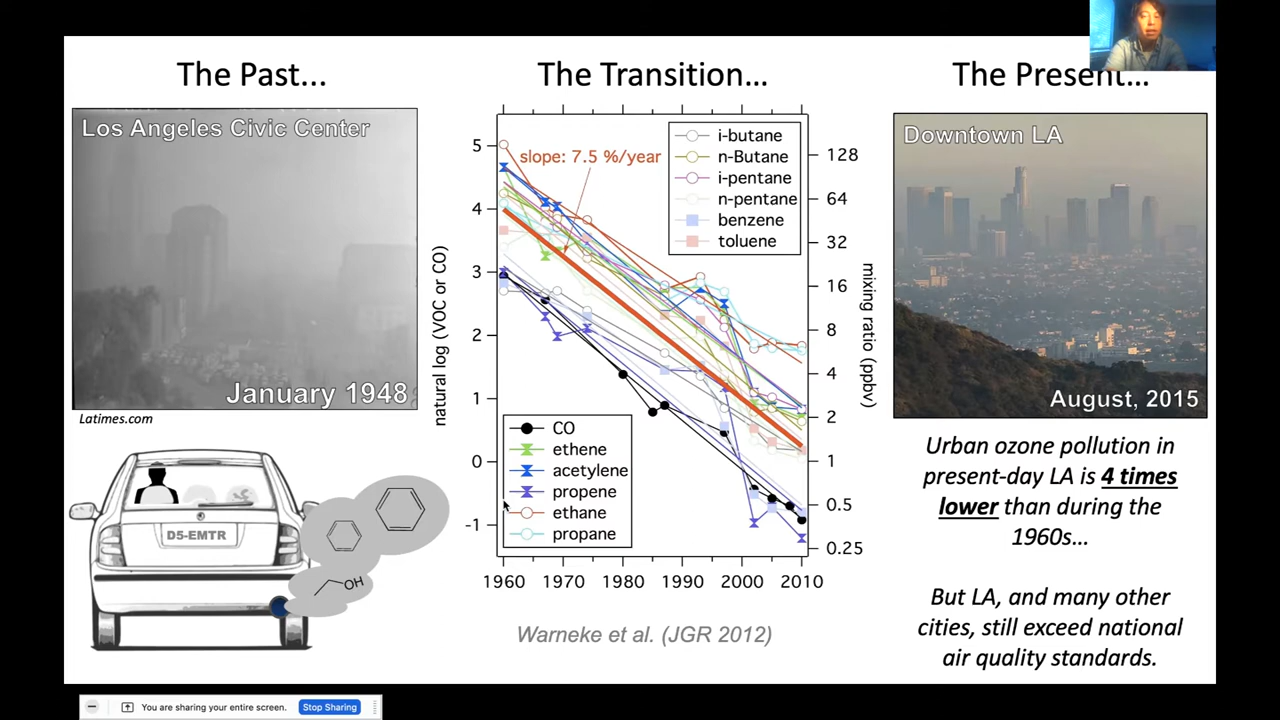 The Past...
Los Angeles Civic Center
January 1948
Latimes.com
D5-EMTR
OH
The Transition...
natural log (VOC or CO)
5
4
3
2
1
0
-1
slope: 7.5 %/year
i-butane
n-Butane
i-pentane
n-pentane
benzene
toluene
CO
ethene
acetylene
propene
ethane
propane
128
64
32
16
8
4
2
1
0.5
0.25
mixing ratio (ppbv)
1960 1970 1980 1990 2000 2010
Warneke et al. (JGR 2012)
The Present...
Downtown LA
August, 2015
Urban ozone pollution in
present-day LA is 4 times
lower than during the
1960s...
But LA, and many other
cities, still exceed national
air quality standards.
You are sharing your entire screen.
Stop Sharing